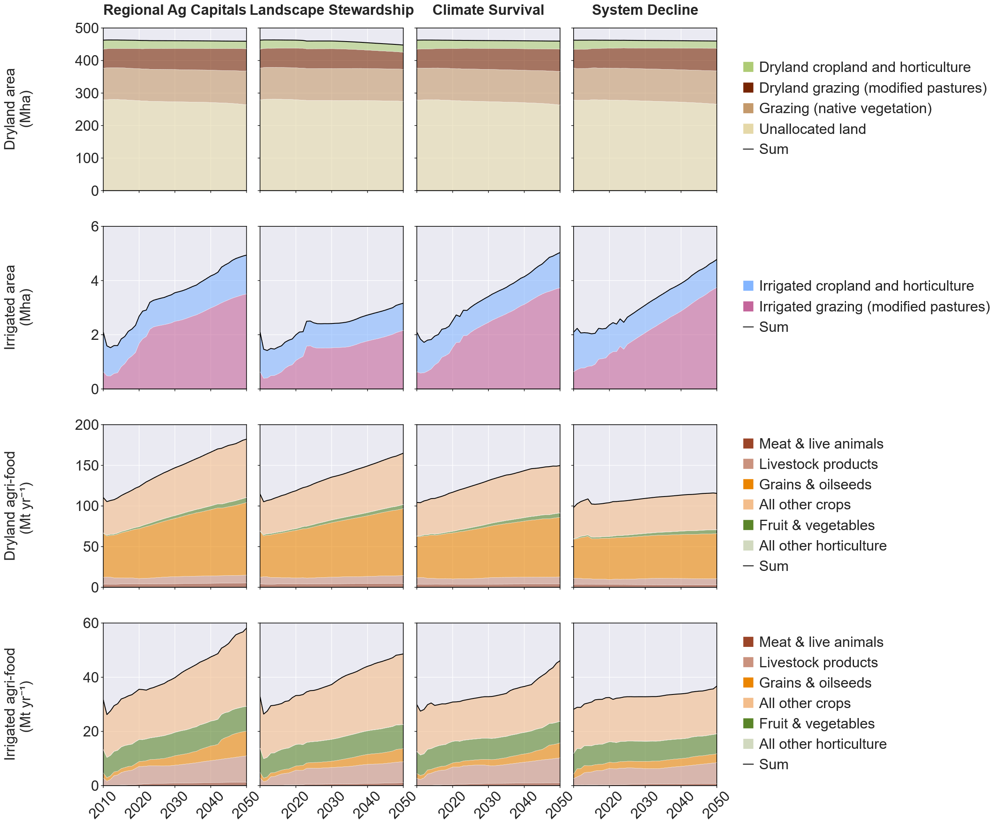 Regional Ag Capitals
Landscape Stewardship
Climate Survival
System Decline
Dryland area
(Mha)
500
400
300
200
100
0
Dryland cropland and horticulture
Dryland grazing (modified pastures)
Grazing (native vegetation)
Unallocated land
Sum
Irrigated area
(Mha)
6
4
2
0
Irrigated cropland and horticulture
Irrigated grazing (modified pastures)
Sum
Dryland agri-food
(Mt yr⁻¹)
200
150
100
50
0
Meat & live animals
Livestock products
Grains & oilseeds
All other crops
Fruit & vegetables
All other horticulture
Sum
Irrigated agri-food
(Mt yr⁻¹)
60
40
20
0
Meat & live animals
Livestock products
Grains & oilseeds
All other crops
Fruit & vegetables
All other horticulture
Sum
2010
2020
2030
2040
2050
2020
2030
2040
2050
2020
2030
2040
2050
2020
2030
2040
2050